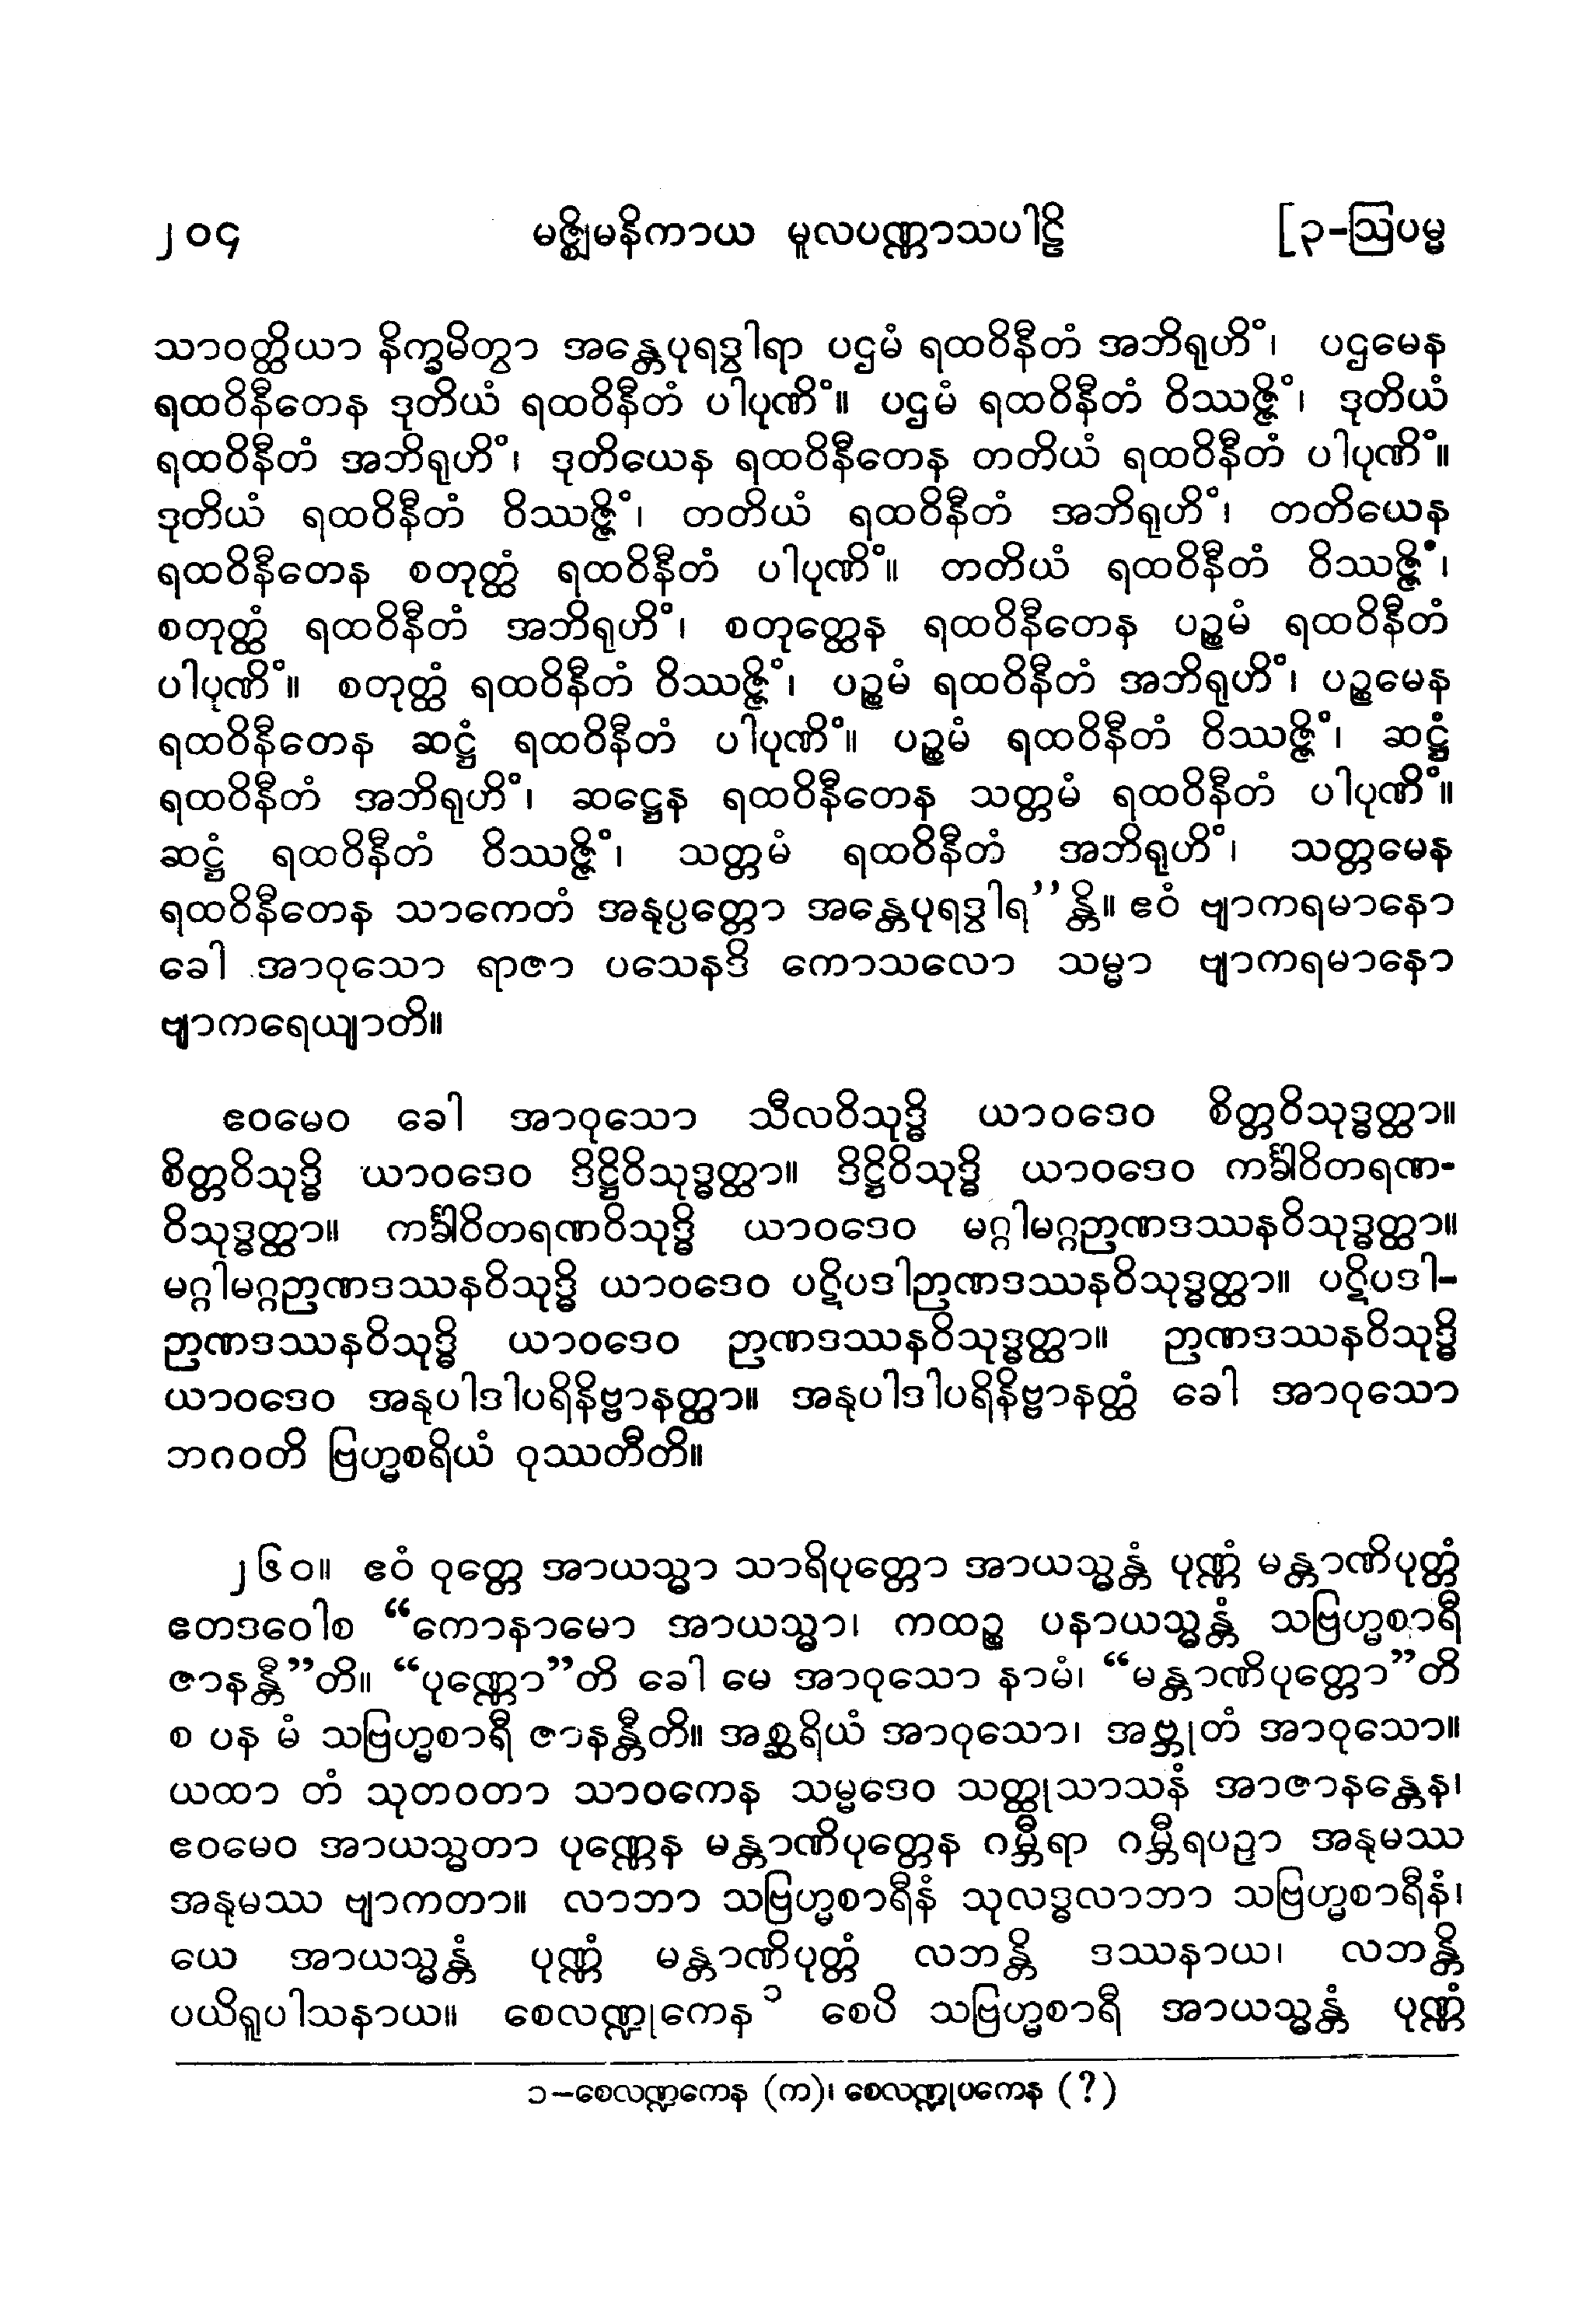 ၂၀၄ မဇ္ဈိမနိကာယ မူလပဏ္ဏာသပါဠိ [၃-ဩပမ္မ
သာဝတ္ထိယာ နိက္ခမိတွာ အန္တေပုရဒွါရာ ပဌမံ ရထဝိနီတံ အဘိရုဟိံ၊ ပဌမေန
ရထဝိနီတေန ဒုတိယံ ရထဝိနီတံ ပါပုဏိံ။ ပဌမံ ရထဝိနီတံ ဝိဿဇ္ဇိံ၊ ဒုတိယံ
ရထဝိနီတံ အဘိရုဟိံ၊ ဒုတိယေန ရထဝိနီတေန တတိယံ ရထဝိနီတံ ပါပုဏိံ။
ဒုတိယံ ရထဝိနီတံ ဝိဿဇ္ဇိံ၊ တတိယံ ရထဝိနီတံ အဘိရုဟိံ၊ တတိယေန
ရထဝိနီတေန စတုတ္ထံ ရထဝိနီတံ ပါပုဏိံ။ တတိယံ ရထဝိနီတံ ဝိဿဇ္ဇိံ၊
စတုတ္ထံ ရထဝိနီတံ အဘိရုဟိံ၊ စတုတ္ထေန ရထဝိနီတေန ပဉ္စမံ ရထဝိနီတံ
ပါပုဏိံ။ စတုတ္ထံ ရထဝိနီတံ ဝိဿဇ္ဇိံ၊ ပဉ္စမံ ရထဝိနီတံ အဘိရုဟိံ၊ ပဉ္စမေန
ရထဝိနီတေန ဆဋ္ဌံ ရထဝိနီတံ ပါပုဏိံ။ ပဉ္စမံ ရထဝိနီတံ ဝိဿဇ္ဇိံ၊ ဆဋ္ဌံ
ရထဝိနီတံ အဘိရုဟိံ၊ ဆဋ္ဌေန ရထဝိနီတေန သတ္တမံ ရထဝိနီတံ ပါပုဏိံ။
ဆဋ္ဌံ ရထဝိနီတံ ဝိဿဇ္ဇိံ၊ သတ္တမံ ရထဝိနီတံ အဘိရုဟိံ၊ သတ္တမေန
ရထဝိနီတေန သာကေတံ အနုပ္ပတ္တော အန္တေပုရဒွါရ”န္တိ။ ဧဝံ ဗျာကရမာနော
ခေါ အာဝုသော ရာဇာ ပသေနဒိ ကောသလော သမ္မာ ဗျာကရမာနော
ဗျာကရေယျာတိ။
ဧဝမေဝ ခေါ အာဝုသော သီလဝိသုဒ္ဓိ ယာဝဒေဝ စိတ္တဝိသုဒ္ဓတ္ထာ။
စိတ္တဝိသုဒ္ဓိ ယာဝဒေဝ ဒိဋ္ဌိဝိသုဒ္ဓတ္ထာ။ ဒိဋ္ဌိဝိသုဒ္ဓိ ယာဝဒေဝ ကင်္ခါဝိတရဏ-
ဝိသုဒ္ဓတ္ထာ။ ကင်္ခါဝိတရဏဝိသုဒ္ဓိ ယာဝဒေဝ မဂ္ဂါမဂ္ဂဉာဏဒဿနဝိသုဒ္ဓတ္ထာ။
မဂ္ဂါမဂ္ဂဉာဏဒဿနဝိသုဒ္ဓိ ယာဝဒေဝ ပဋိပဒါဉာဏဒဿနဝိသုဒ္ဓတ္ထာ။ ပဋိပဒါ-
ဉာဏဒဿနဝိသုဒ္ဓိ ယာဝဒေဝ ဉာဏဒဿနဝိသုဒ္ဓတ္ထာ။ ဉာဏဒဿနဝိသုဒ္ဓိ
ယာဝဒေဝ အနုပါဒါပရိနိဗ္ဗာနတ္ထာ။ အနုပါဒါပရိနိဗ္ဗာနတ္ထံ ခေါ အာဝုသော
ဘဂဝတိ ဗြဟ္မစရိယံ ဝုဿတီတိ။
၂၆၀။ ဧဝံ ဝုတ္တေ အာယသ္မာ သာရိပုတ္တော အာယသ္မန္တံ ပုဏ္ဏံ မန္တာဏိပုတ္တံ
ဧတဒဝေါစ “ကောနာမော အာယသ္မာ၊ ကထဉ္စ ပနာယသ္မန္တံ သဗြဟ္မစာရီ
ဇာနန္တီ”တိ။ “ပုဏ္ဏော”တိ ခေါ မေ အာဝုသော နာမံ၊ “မန္တာဏိပုတ္တော”တိ
စ ပန မံ သဗြဟ္မစာရီ ဇာနန္တီတိ။ အစ္ဆရိယံ အာဝုသော၊ အဗ္ဘုတံ အာဝုသော။
ယထာ တံ သုတဝတာ သာဝကေန သမ္မဒေဝ သတ္ထုသာသနံ အာဇာနန္တေန၊
ဧဝမေဝ အာယသ္မတာ ပုဏ္ဏေန မန္တာဏိပုတ္တေန ဂမ္ဘီရာ ဂမ္ဘီရပဉှာ အနုမဿ
အနုမဿ ဗျာကတာ။ လာဘာ သဗြဟ္မစာရီနံ သုလဒ္ဓလာဘာ သဗြဟ္မစာရီနံ၊
ယေ အာယသ္မန္တံ ပုဏ္ဏံ မန္တာဏိပုတ္တံ လဘန္တိ ဒဿနာယ၊ လဘန္တိ
ပယိရူပါသနာယ။ စေလဏ္ဍုကေန ၁ စေပိ သဗြဟ္မစာရီ အာယသ္မန္တံ ပုဏ္ဏံ
၁-စေလဏ္ဍကေန (က)၊ စေလဏ္ဍုပကေန (?)